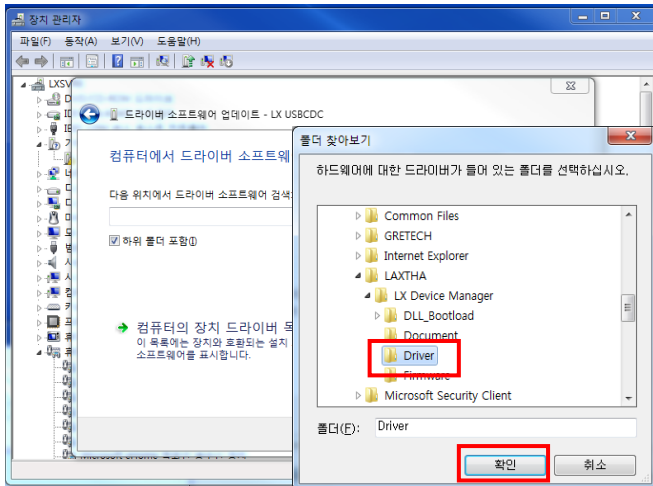 장치 관리자
파일(F) 동작(A) 보기(V) 도움말(H)
LXSV
드라이버 소프트웨어 업데이트 - LX USBCDC
컴퓨터에서 드라이버 소프트웨
다음 위치에서 드라이버 소프트웨어 검색
하위 폴더 포함(I)
컴퓨터의 장치 드라이버 목
이 목록에는 장치와 호환되는 설치
소프트웨어를 표시합니다.
폴더 찾아보기
하드웨어에 대한 드라이버가 들어 있는 폴더를 선택하십시오.
Common Files
GRETECH
Internet Explorer
LAXTHA
LX Device Manager
DLL_Bootload
Document
Driver
Firmware
Microsoft Security Client
폴더(F): Driver
확인 취소